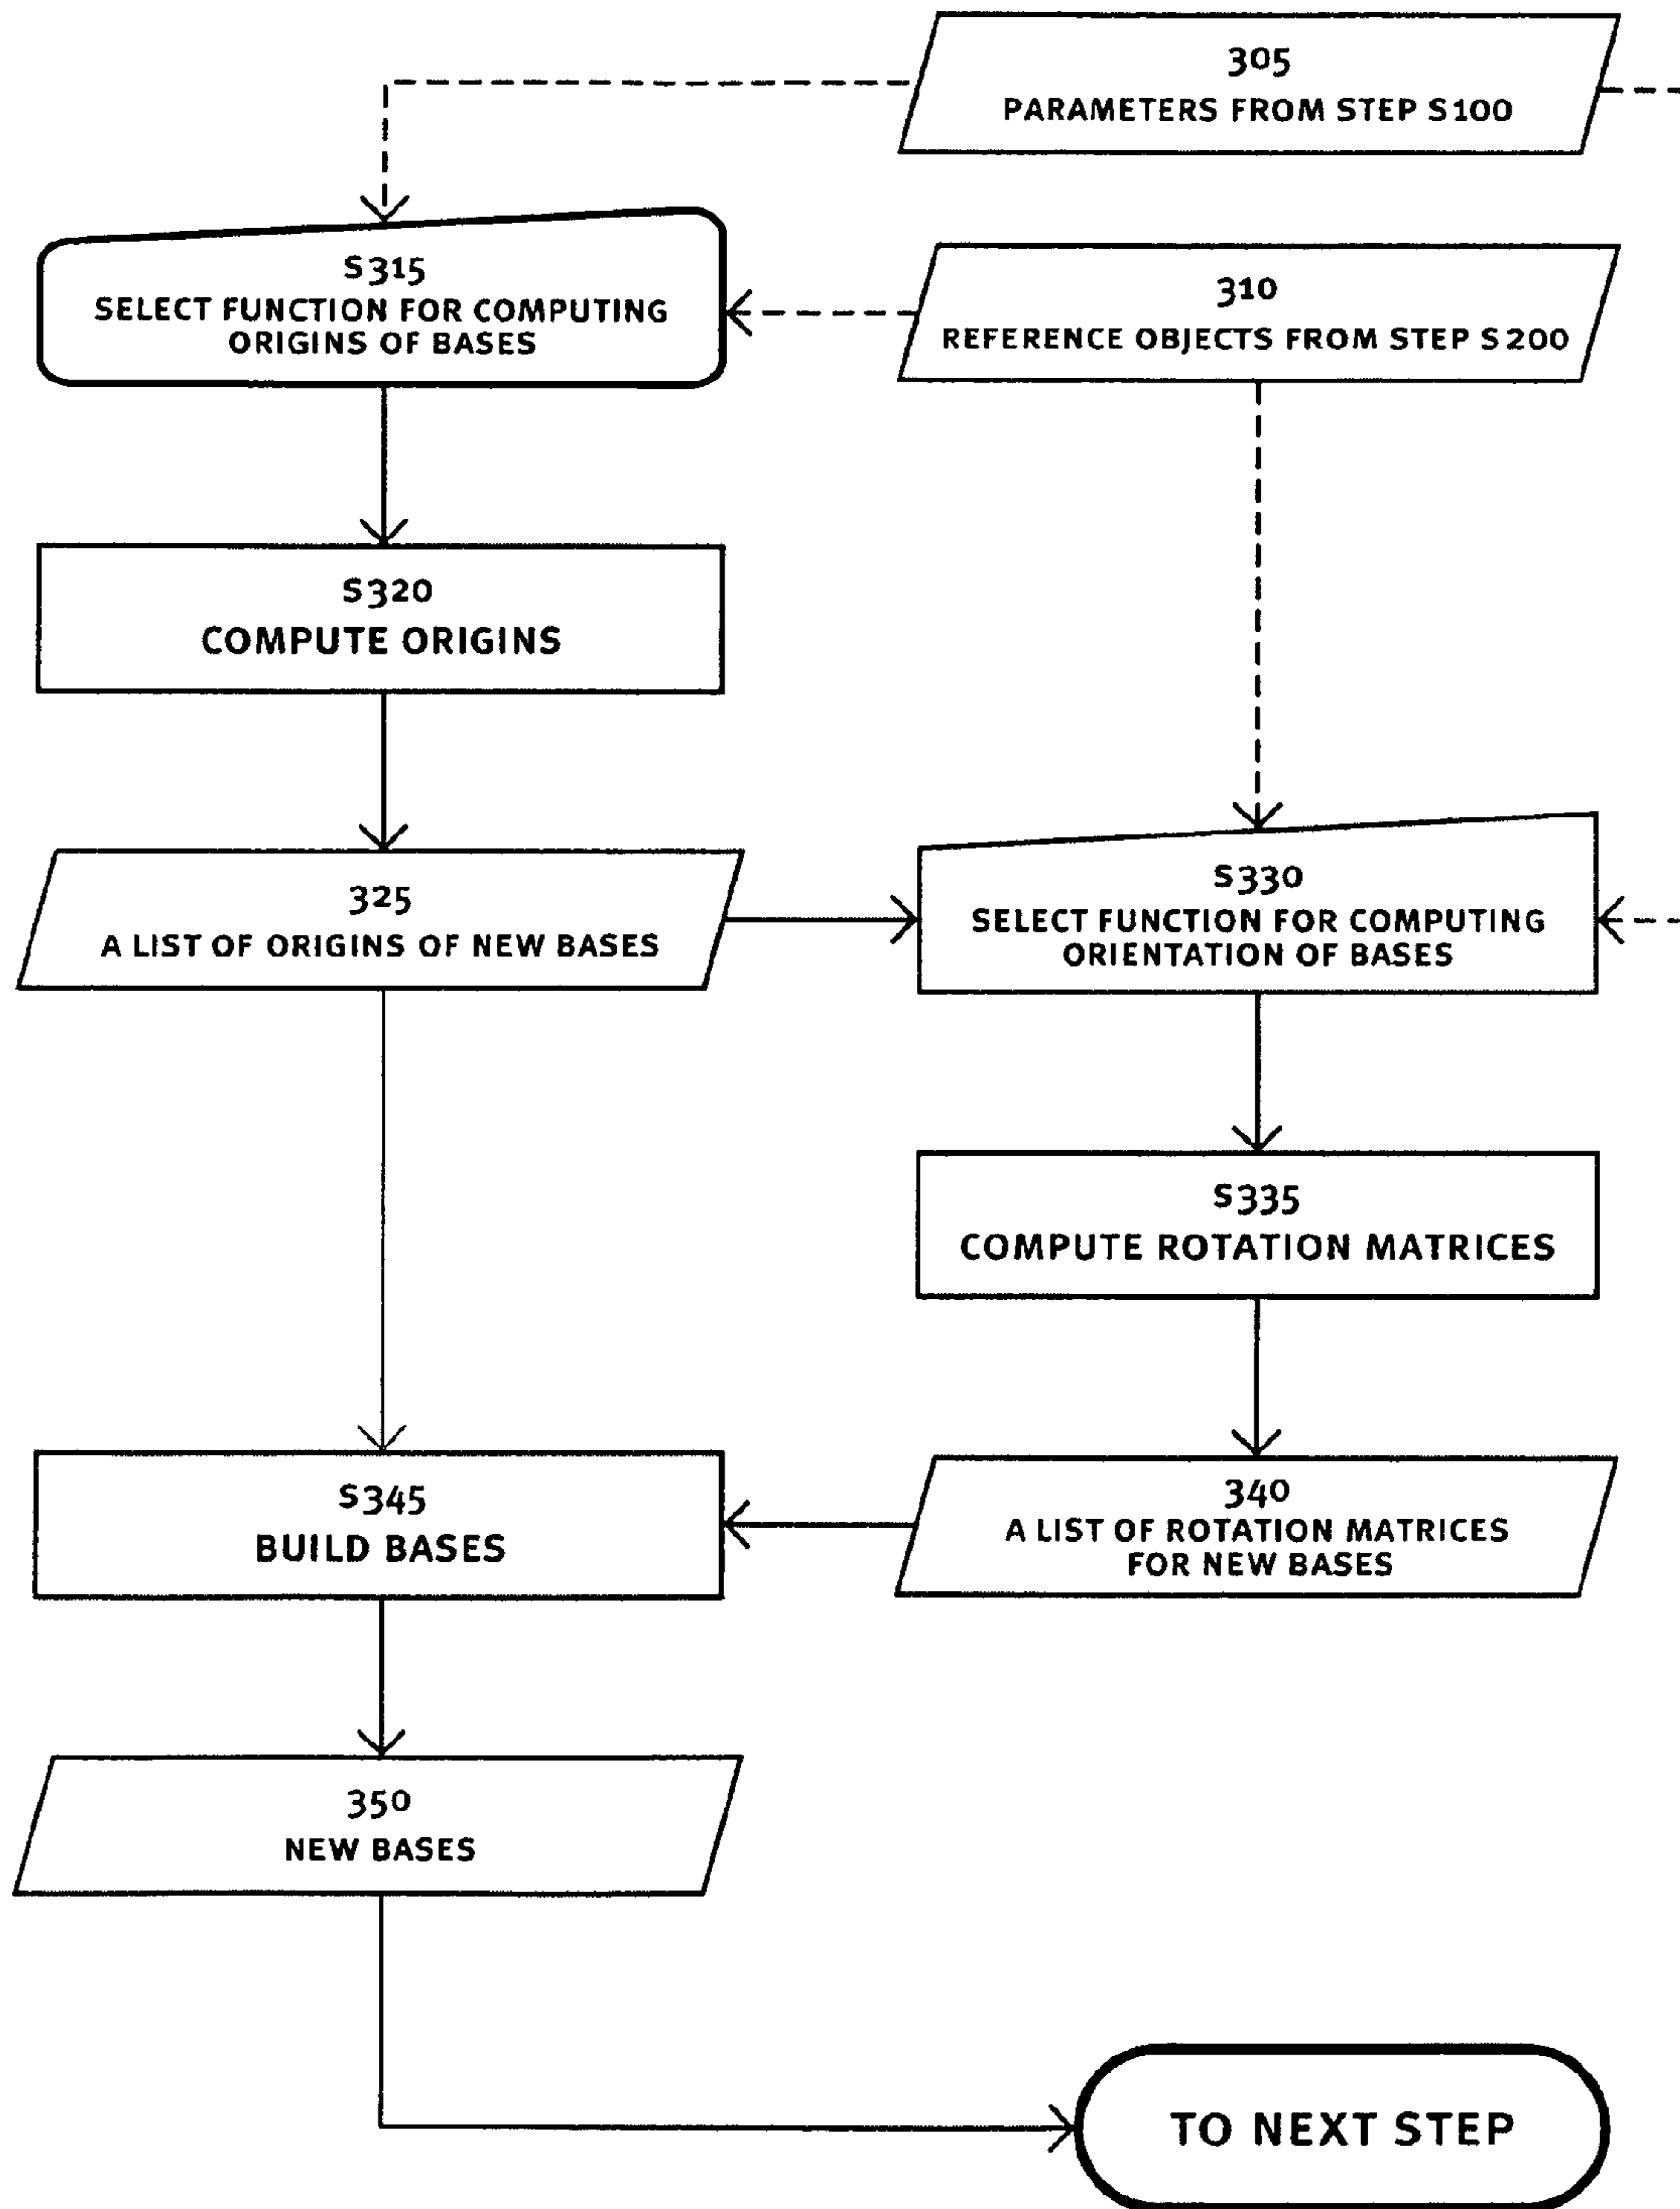 305
PARAMETERS FROM STEP S100
S315
SELECT FUNCTION FOR COMPUTING
ORIGINS OF BASES
310
REFERENCE OBJECTS FROM STEP S200
S320
COMPUTE ORIGINS
325
A LIST OF ORIGINS OF NEW BASES
S330
SELECT FUNCTION FOR COMPUTING
ORIENTATION OF BASES
S335
COMPUTE ROTATION MATRICES
S345
BUILD BASES
340
A LIST OF ROTATION MATRICES
FOR NEW BASES
350
NEW BASES
TO NEXT STEP